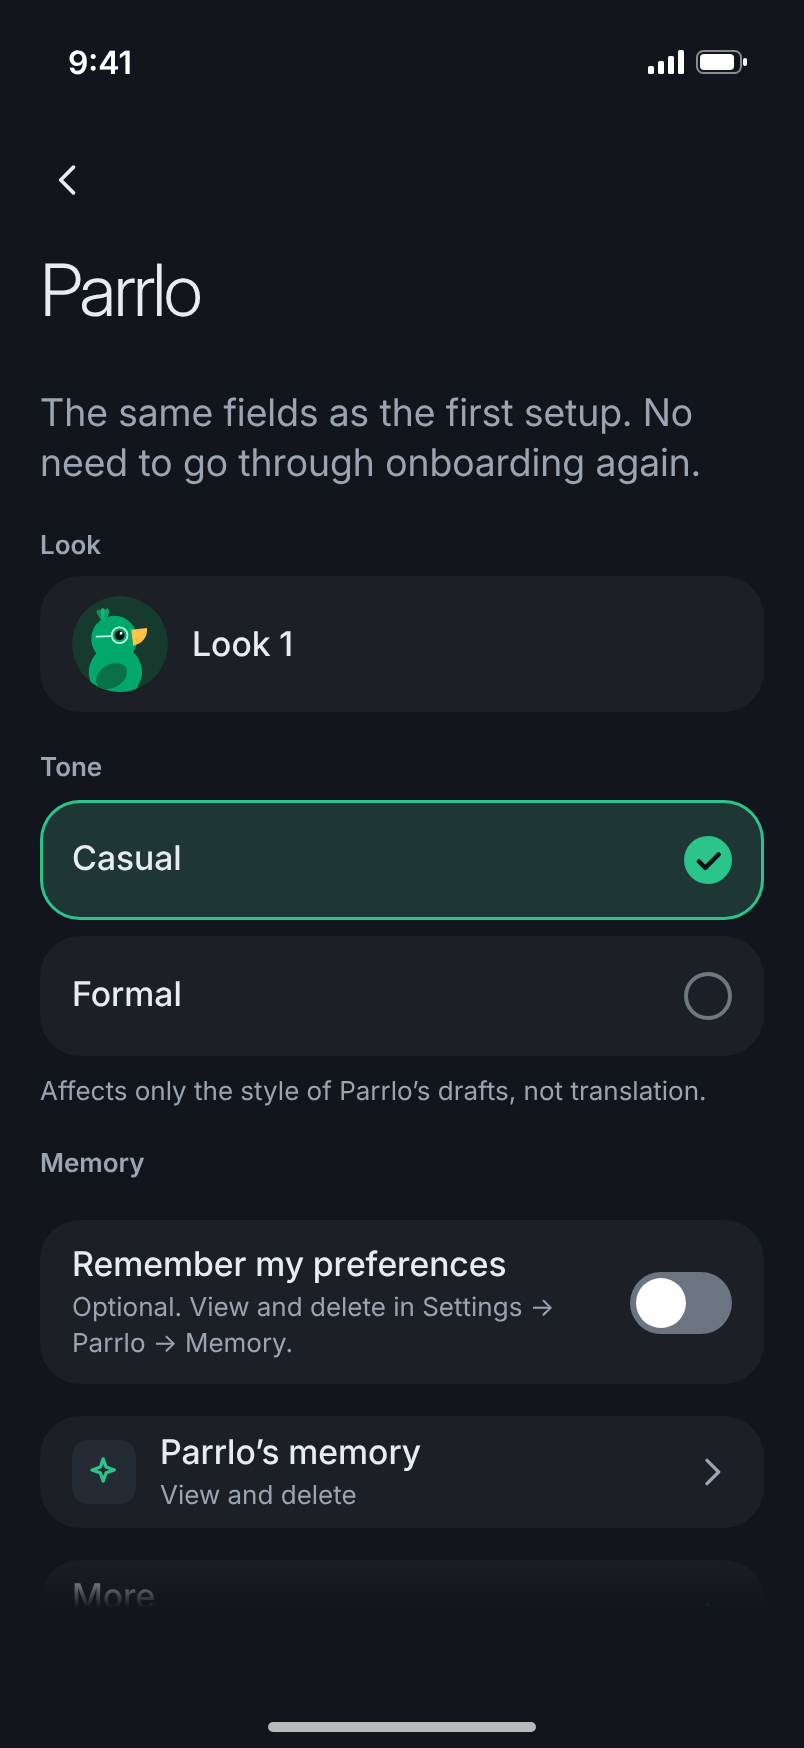 9:41
Parrlo
The same fields as the first setup. No
need to go through onboarding again.
Look
Look 1
Tone
Casual
Formal
Affects only the style of Parrlo’s drafts, not translation.
Memory
Remember my preferences
Optional. View and delete in Settings →
Parrlo → Memory.
Parrlo’s memory
View and delete
More